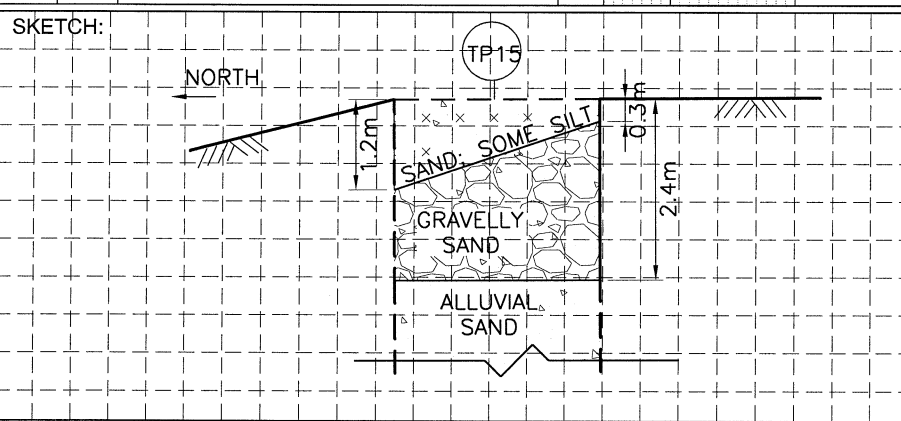 SKETCH:
TP15
NORTH
0.3m
1.2m
SAND; SOME SILT
2.4m
GRAVELLY
SAND
ALLUVIAL
SAND